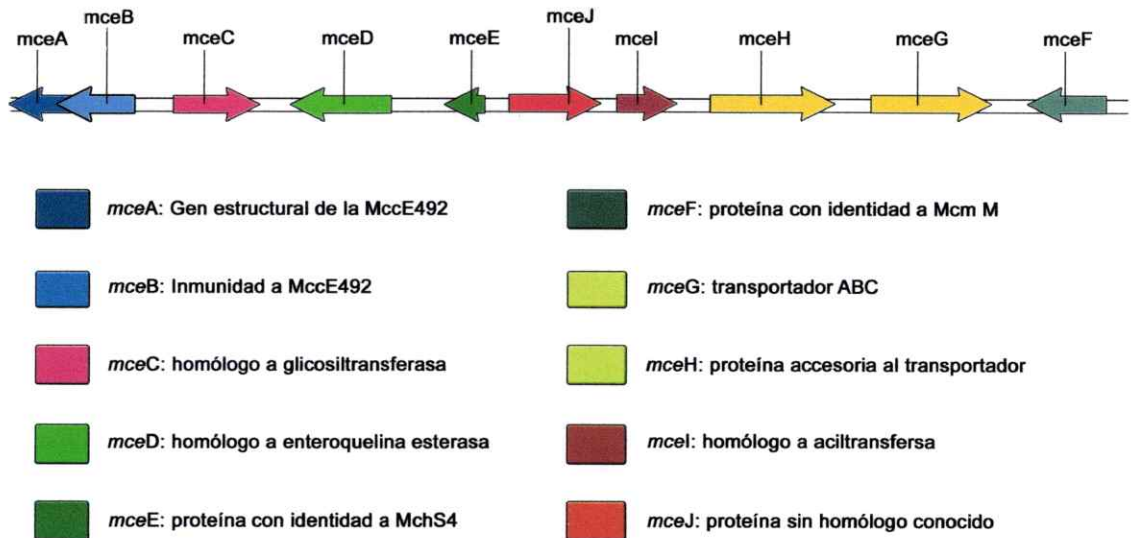 mceA
mceB
mceC
mceD
mceE
mceJ
mceI
mceH
mceG
mceF
mceA: Gen estructural de la MccE492
mceB: Inmunidad a MccE492
mceC: homólogo a glicosiltransferasa
mceD: homólogo a enteroquelina esterasa
mceE: proteína con identidad a MchS4
mceF: proteína con identidad a Mcm M
mceG: transportador ABC
mceH: proteína accesoria al transportador
mceI: homólogo a aciltransfersa
mceJ: proteína sin homólogo conocido